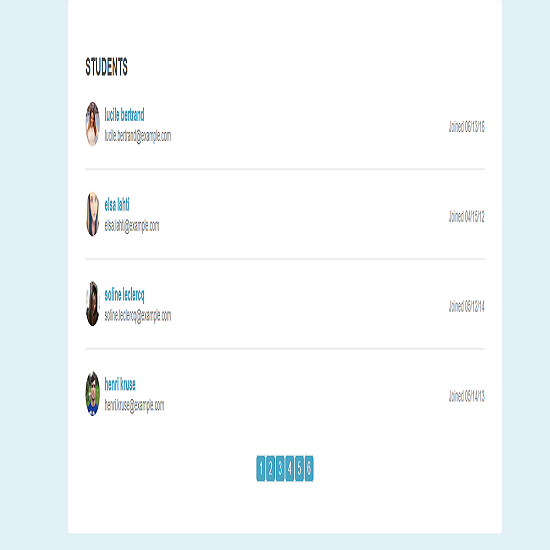 STUDENTS
lucile bertrand
lucile.bertrand@example.com
Joined 06/13/16
elsa lahti
elsa.lahti@example.com
Joined 04/15/12
soline leclercq
soline.leclercq@example.com
Joined 05/12/14
henri kruse
henri.kruse@example.com
Joined 05/14/13
1 2 3 4 5 6